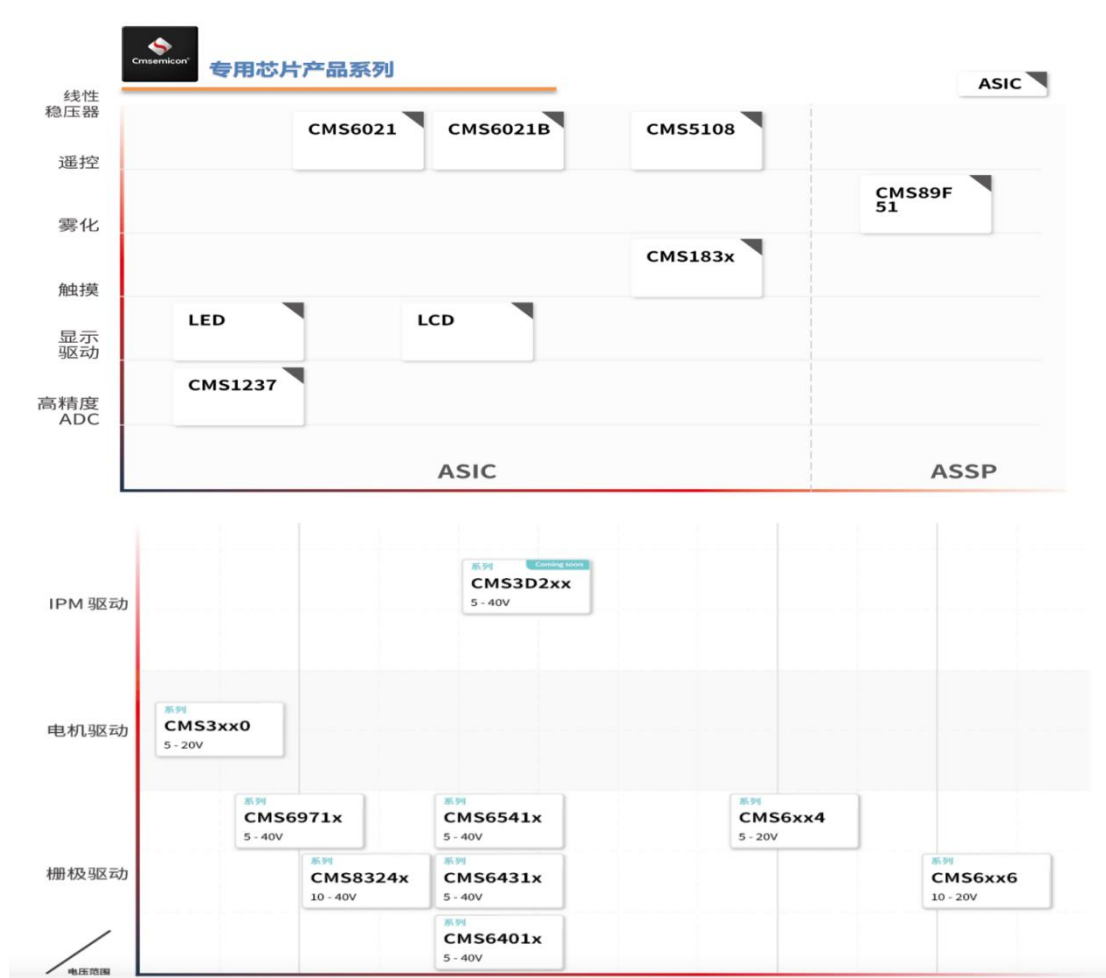 Cmsemicon®
专用芯片产品系列
ASIC
线性
稳压器
CMS6021
CMS6021B
CMS5108
遥控
CMS89F
51
雾化
CMS183x
触摸
LED
LCD
显示
驱动
CMS1237
高精度
ADC
ASIC
ASSP
系列
Coming soon
CMS3D2xx
5 - 40V
IPM 驱动
系列
CMS3xx0
5 - 20V
电机驱动
系列
CMS6971x
5 - 40V
系列
CMS6541x
5 - 40V
系列
CMS6xx4
5 - 20V
栅极驱动
系列
CMS8324x
10 - 40V
系列
CMS6431x
5 - 40V
系列
CMS6xx6
10 - 20V
系列
CMS6401x
5 - 40V
电压范围